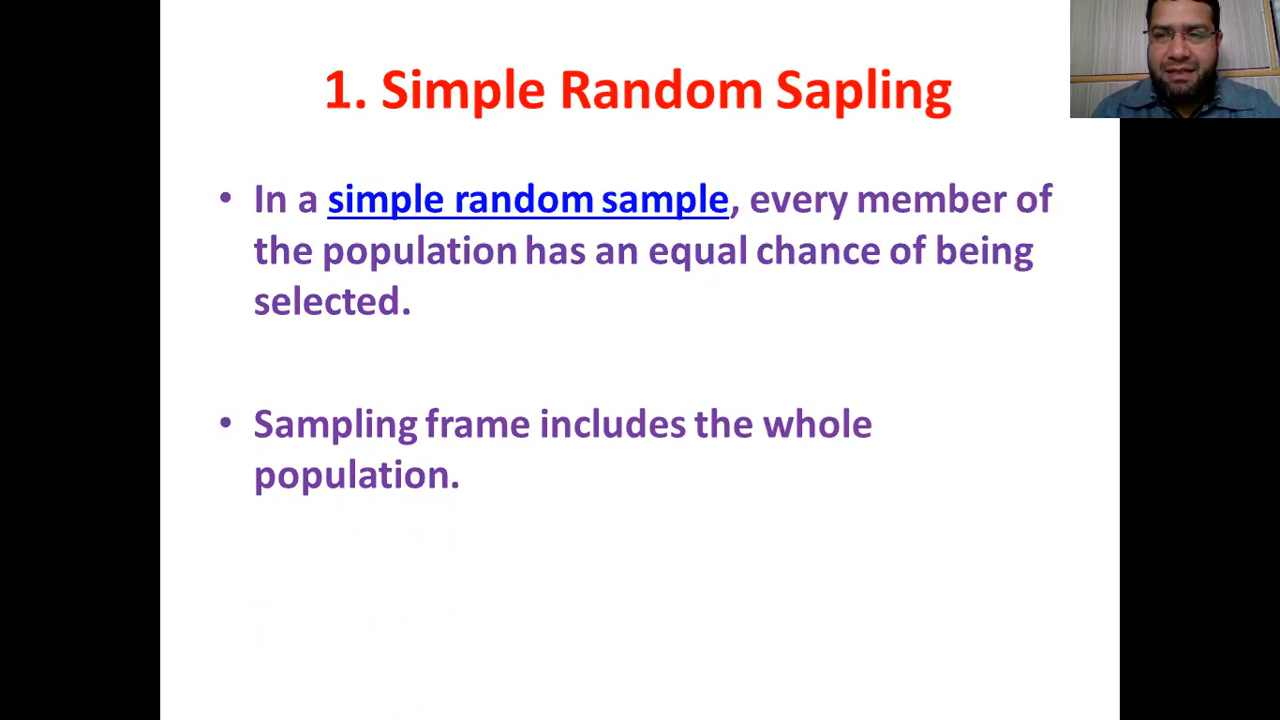 1. Simple Random Sapling
• In a simple random sample, every member of
the population has an equal chance of being
selected.
• Sampling frame includes the whole
population.